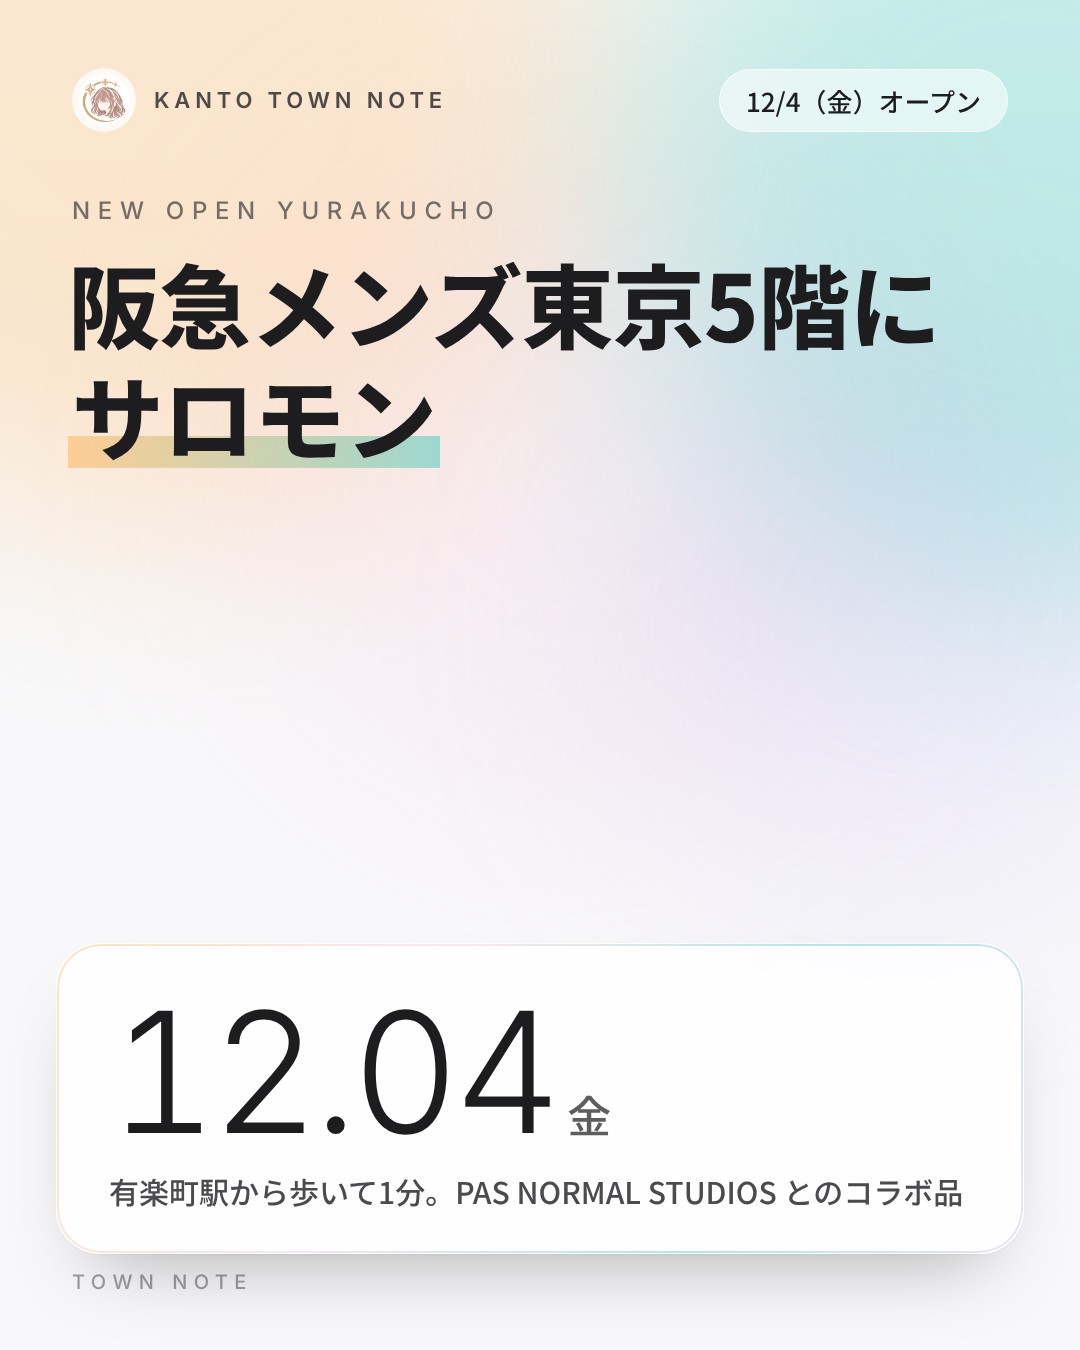 KANTO TOWN NOTE
12/4（金）オープン
NEW OPEN YURAKUCHO
阪急メンズ東京5階に
サロモン
12.04 金
有楽町駅から歩いて1分。PAS NORMAL STUDIOS とのコラボ品
TOWN NOTE